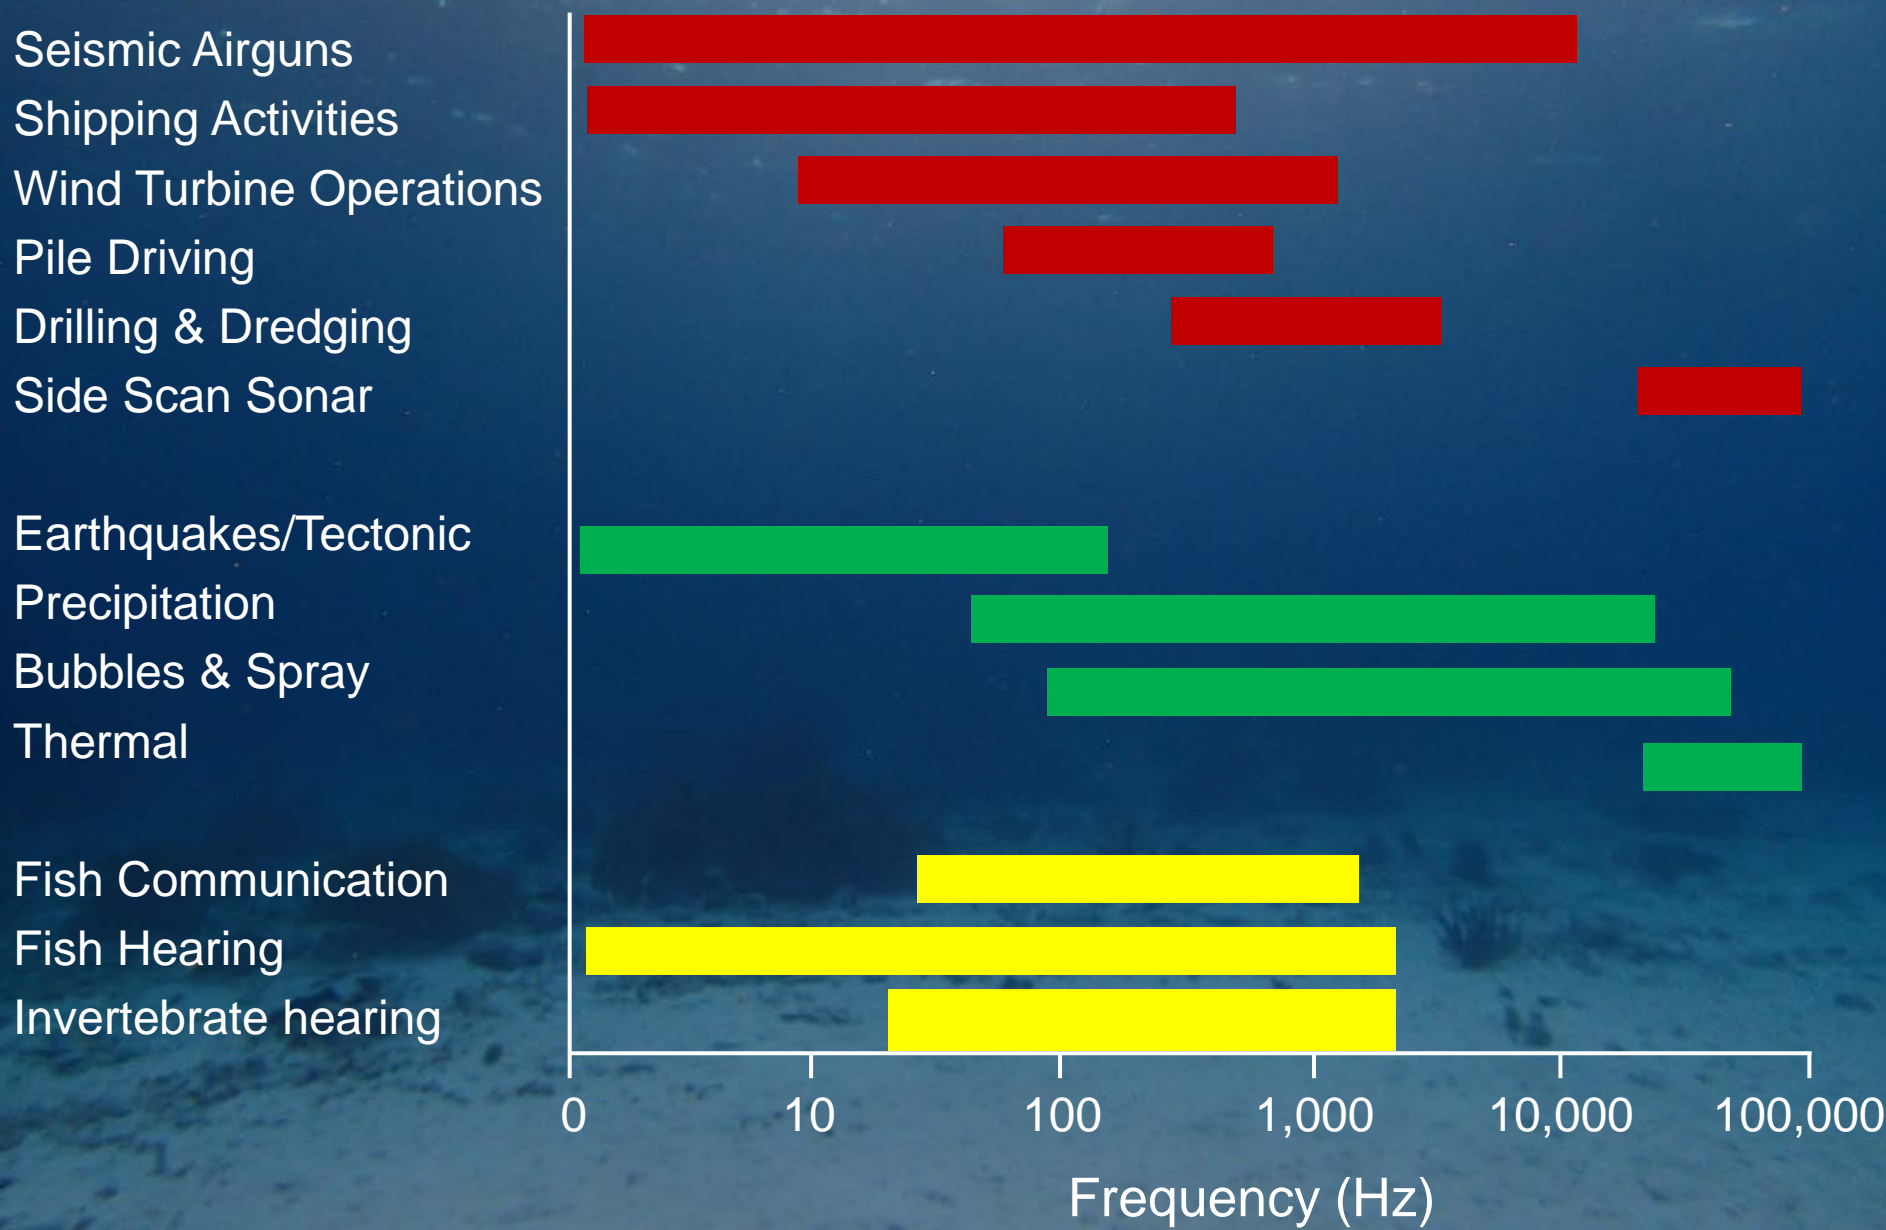 Seismic Airguns
Shipping Activities
Wind Turbine Operations
Pile Driving
Drilling & Dredging
Side Scan Sonar
Earthquakes/Tectonic
Precipitation
Bubbles & Spray
Thermal
Fish Communication
Fish Hearing
Invertebrate hearing
0 10 100 1,000 10,000 100,000
Frequency (Hz)